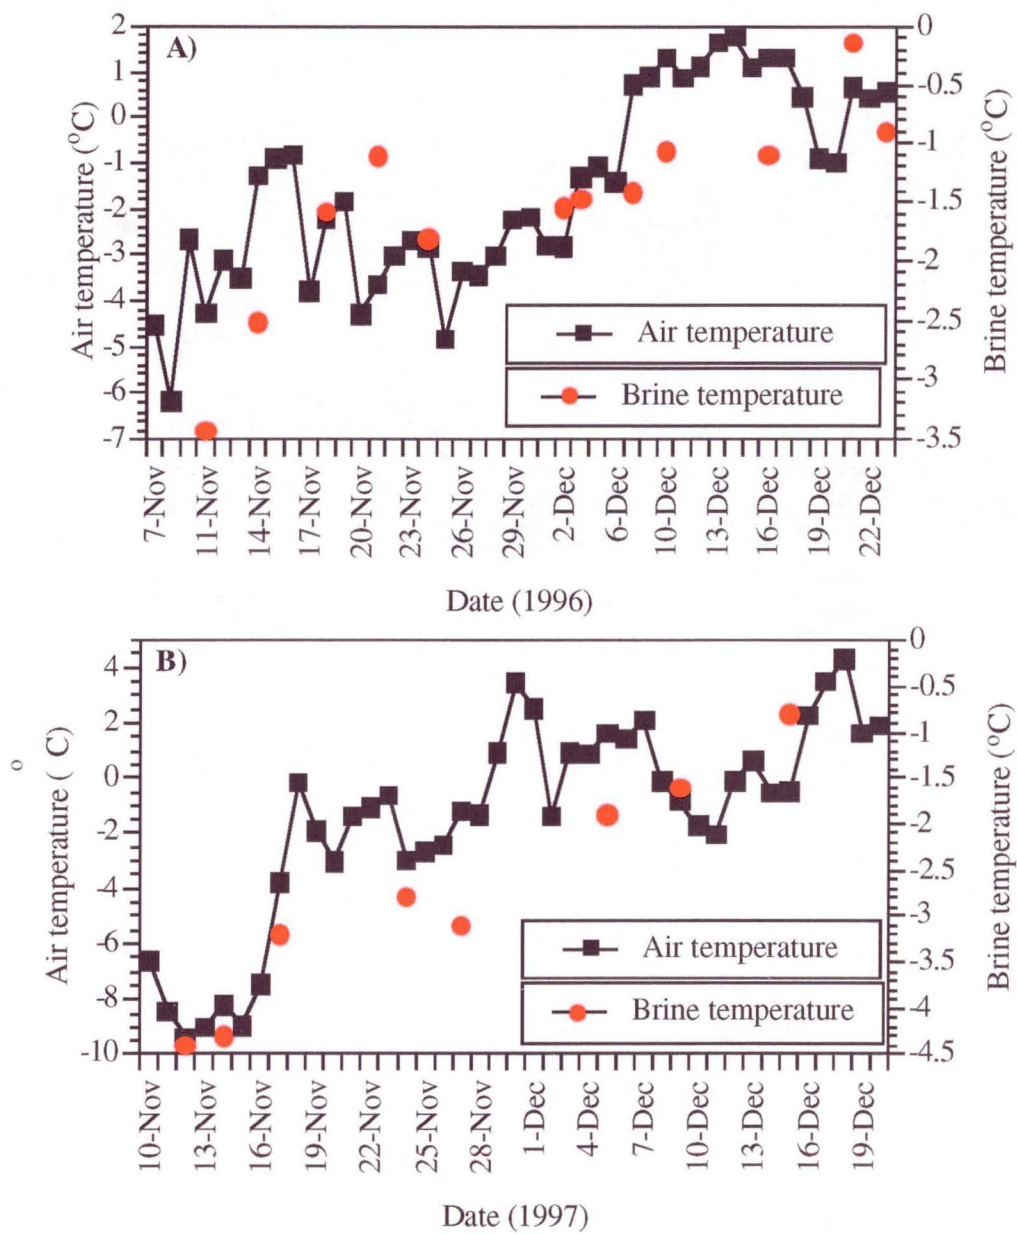 A)
2
1
0
-1
-2
-3
-4
-5
-6
-7
Air temperature (°C)
0
-0.5
-1
-1.5
-2
-2.5
-3
-3.5
Brine temperature (°C)
Air temperature
Brine temperature
7-Nov
11-Nov
14-Nov
17-Nov
20-Nov
23-Nov
26-Nov
29-Nov
2-Dec
6-Dec
10-Dec
13-Dec
16-Dec
19-Dec
22-Dec
Date (1996)
B)
4
2
0
-2
-4
-6
-8
-10
Air temperature ( C)
o
0
-0.5
-1
-1.5
-2
-2.5
-3
-3.5
-4
-4.5
Brine temperature (°C)
Air temperature
Brine temperature
10-Nov
13-Nov
16-Nov
19-Nov
22-Nov
25-Nov
28-Nov
1-Dec
4-Dec
7-Dec
10-Dec
13-Dec
16-Dec
19-Dec
Date (1997)